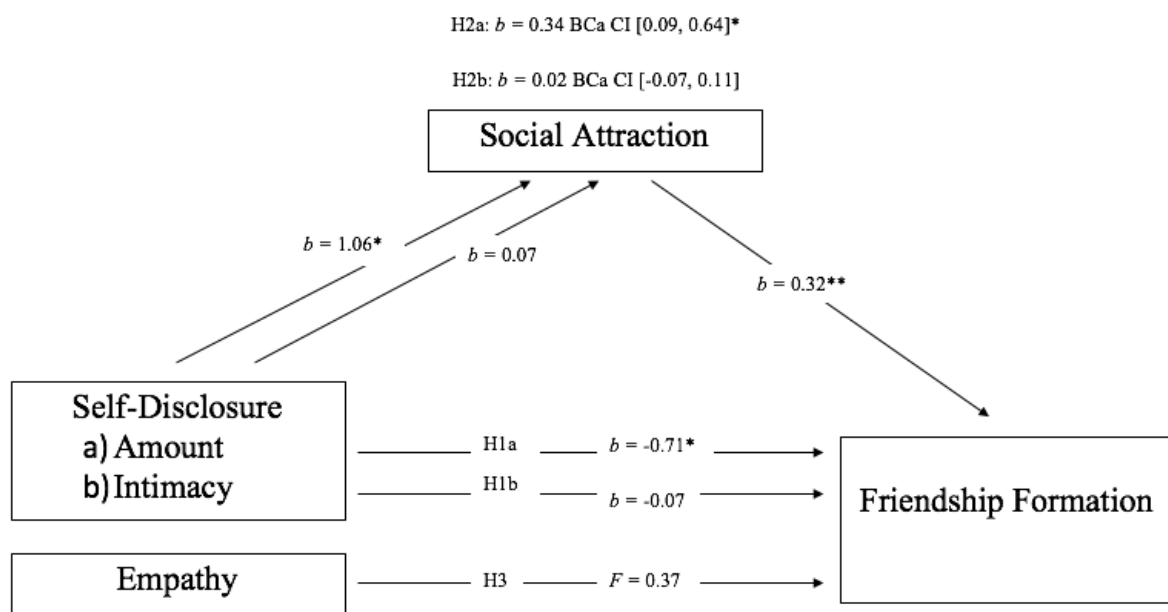 H2a: b = 0.34 BCa CI [0.09, 0.64]*
H2b: b = 0.02 BCa CI [-0.07, 0.11]
Social Attraction
b = 1.06*
b = 0.07
b = 0.32**
Self-Disclosure
a) Amount
b) Intimacy
H1a
b = -0.71*
H1b
b = -0.07
Friendship Formation
Empathy
H3
F = 0.37